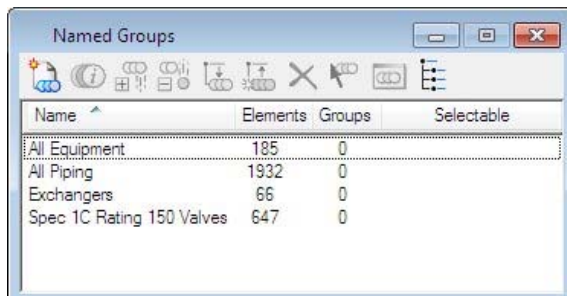 Named Groups
Name Elements Groups Selectable
All Equipment 185 0
All Piping 1932 0
Exchangers 66 0
Spec 1C Rating 150 Valves 647 0